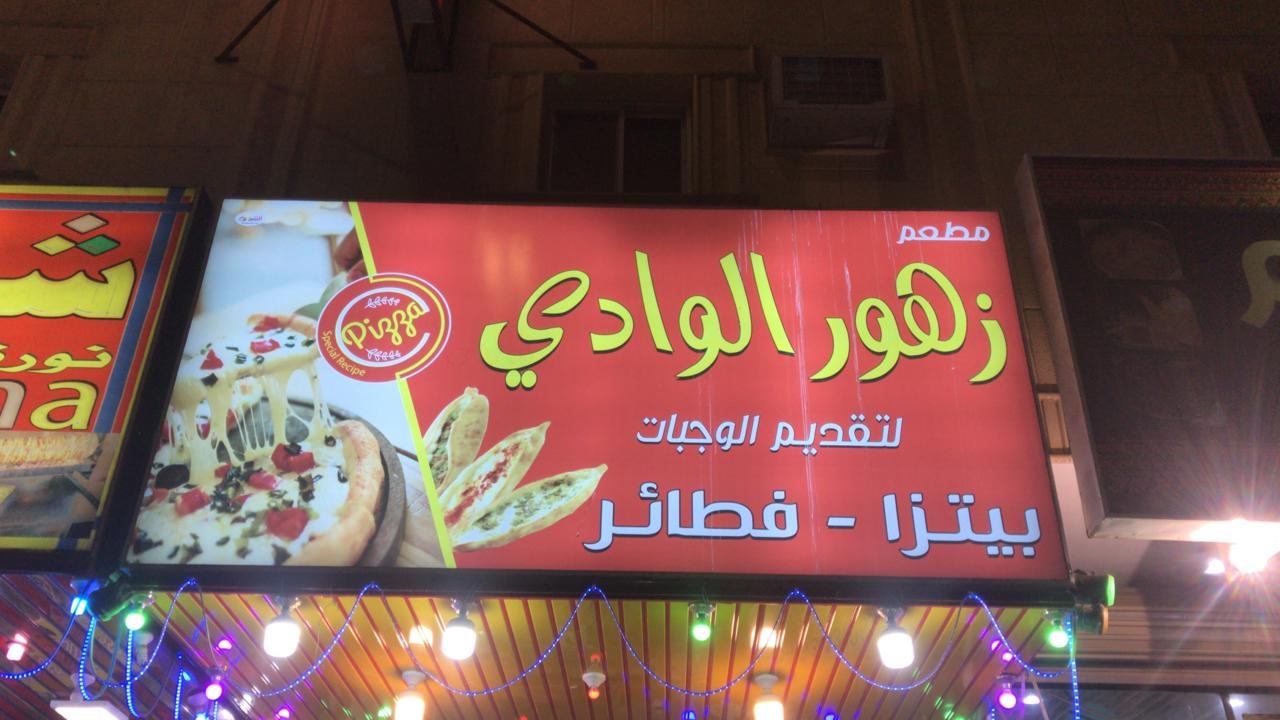 مطعم
زهور الوادي
لتقديم الوجبات
بيتزا - فطائر
Pizza
Special Recipe